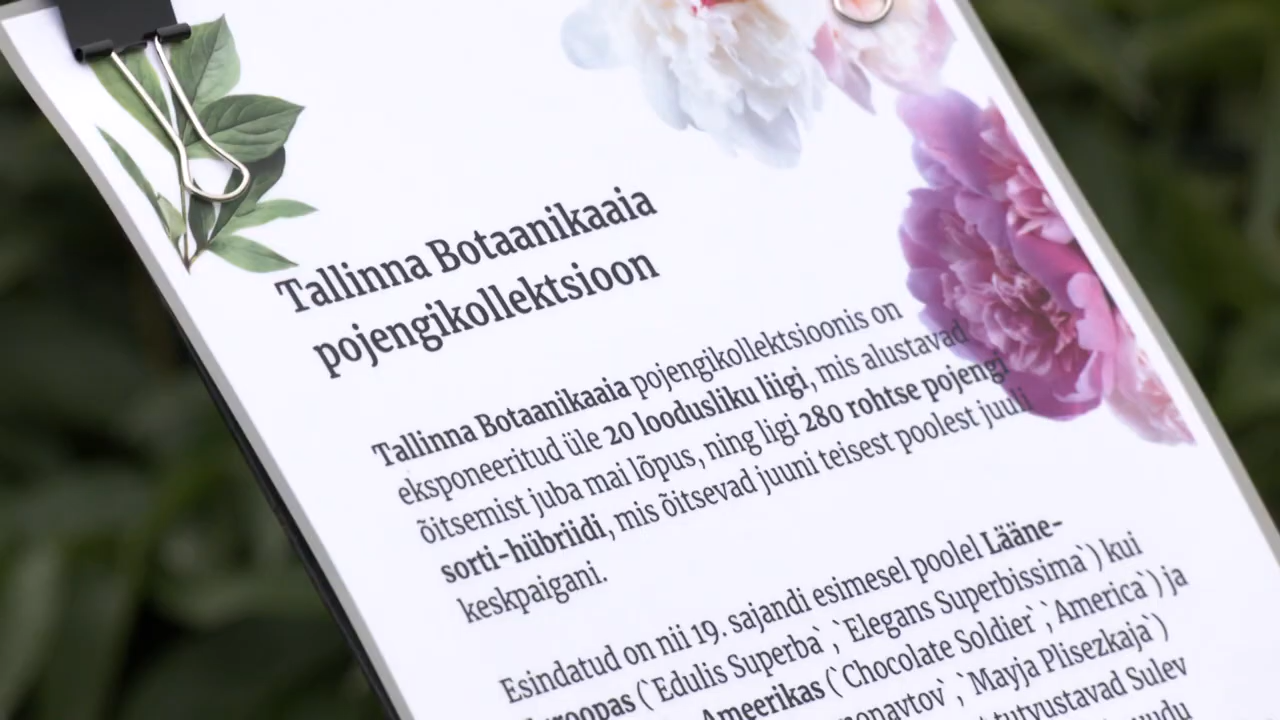 Tallinna Botaanikaaia
pojengikollektsioon
Tallinna Botaanikaaia pojengikollektsioonis on
eksponeeritud üle 20 loodusliku liigi, mis alustavad
õitsemist juba mai lõpus, ning ligi 280 rohtse pojengi
sorti-hübriidi, mis õitsevad juuni teisest poolest juuli
keskpaigani.
Esindatud on nii 19. sajandi esimesel poolel Lääne-
(`Edulis Superba` ,`Elegans Superbissima`) kui
Ameerikas (`Chocolate Soldier` ,`America`) ja
,`Mayja Plisezkaja`)
tutvustavad Sulev